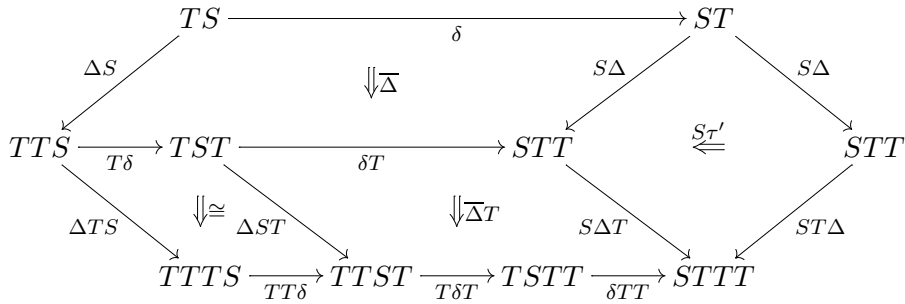 TS ST
δ
ΔS SΔ SΔ
⇓Δ̅
TTS TST STT Sτ′ STT
Tδ δT
ΔTS ⇓≅ ΔST ⇓Δ̅T SΔT STΔ
TTTS TTST TSTT STTT
TTδ TδT δTT